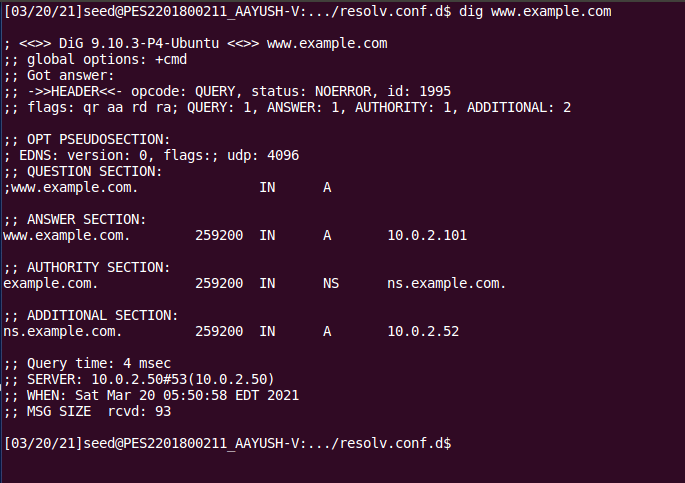 [03/20/21]seed@PES2201800211_AAYUSH-V:.../resolv.conf.d$ dig www.example.com
; <<>> DiG 9.10.3-P4-Ubuntu <<>> www.example.com
;; global options: +cmd
;; Got answer:
;; ->>HEADER<<- opcode: QUERY, status: NOERROR, id: 1995
;; flags: qr aa rd ra; QUERY: 1, ANSWER: 1, AUTHORITY: 1, ADDITIONAL: 2
;; OPT PSEUDOSECTION:
; EDNS: version: 0, flags:; udp: 4096
;; QUESTION SECTION:
;www.example.com. IN A
;; ANSWER SECTION:
www.example.com. 259200 IN A 10.0.2.101
;; AUTHORITY SECTION:
example.com. 259200 IN NS ns.example.com.
;; ADDITIONAL SECTION:
ns.example.com. 259200 IN A 10.0.2.52
;; Query time: 4 msec
;; SERVER: 10.0.2.50#53(10.0.2.50)
;; WHEN: Sat Mar 20 05:50:58 EDT 2021
;; MSG SIZE rcvd: 93
[03/20/21]seed@PES2201800211_AAYUSH-V:.../resolv.conf.d$